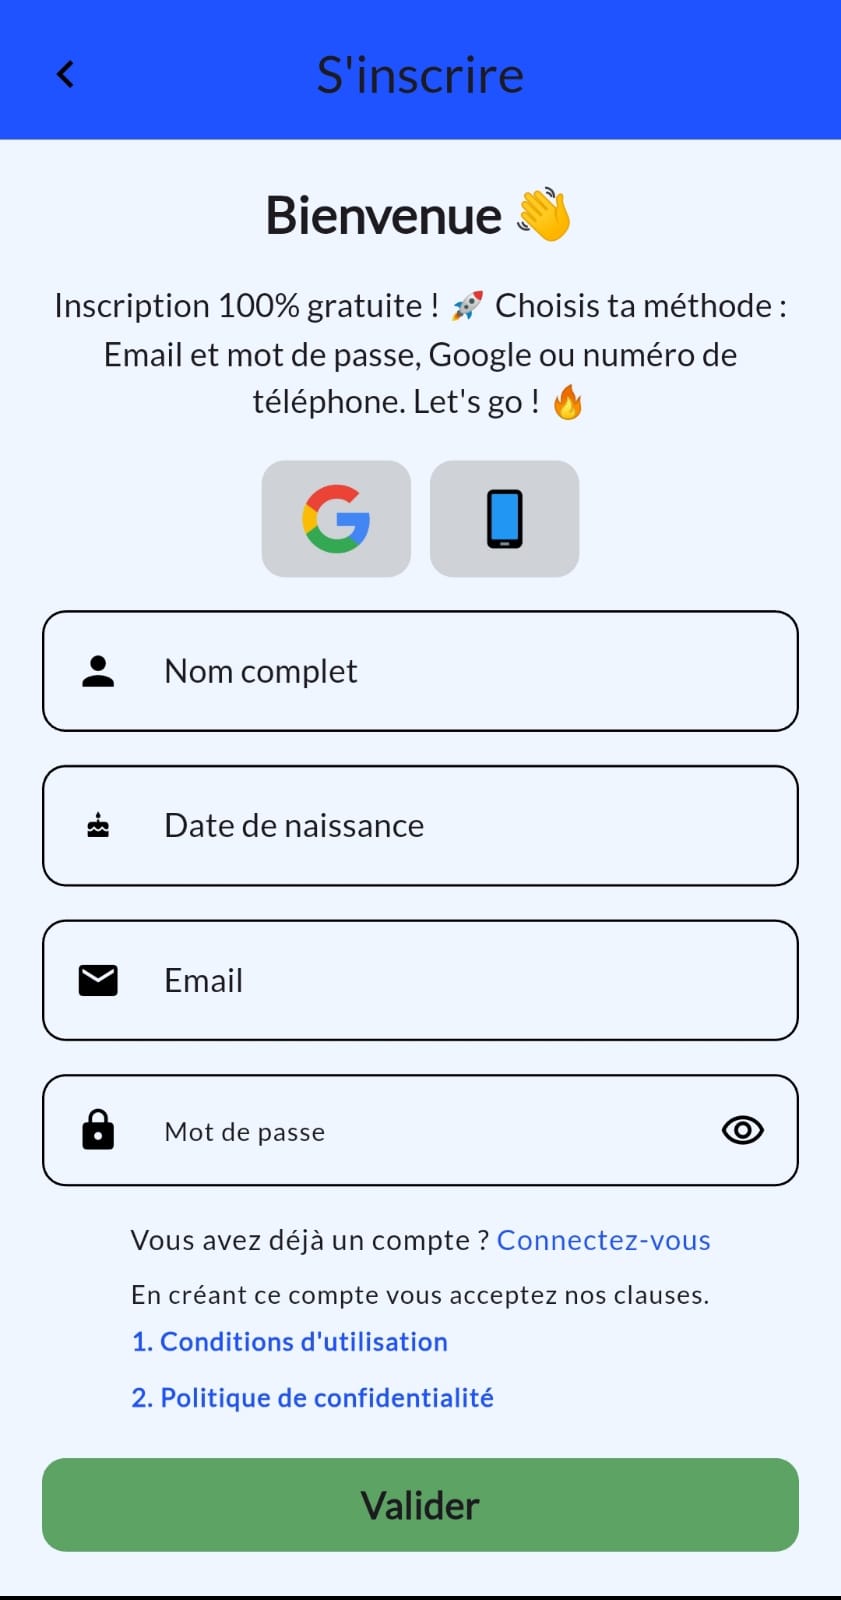 S'inscrire
Bienvenue 👋
Inscription 100% gratuite ! 🚀 Choisis ta méthode :
Email et mot de passe, Google ou numéro de
téléphone. Let's go ! 🔥
Nom complet
Date de naissance
Email
Mot de passe
Vous avez déjà un compte ? Connectez-vous
En créant ce compte vous acceptez nos clauses.
1. Conditions d'utilisation
2. Politique de confidentialité
Valider